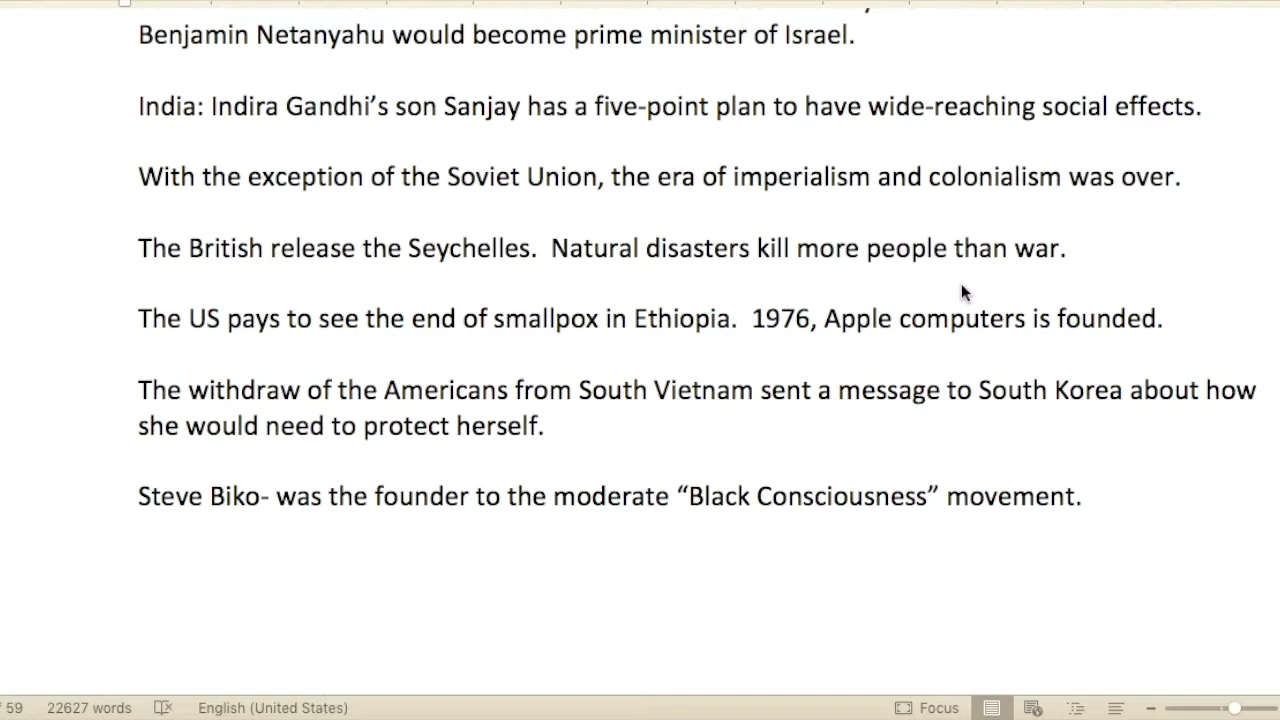 Benjamin Netanyahu would become prime minister of Israel.
India: Indira Gandhi’s son Sanjay has a five-point plan to have wide-reaching social effects.
With the exception of the Soviet Union, the era of imperialism and colonialism was over.
The British release the Seychelles.  Natural disasters kill more people than war.
The US pays to see the end of smallpox in Ethiopia.  1976, Apple computers is founded.
The withdraw of the Americans from South Vietnam sent a message to South Korea about how
she would need to protect herself.
Steve Biko- was the founder to the moderate “Black Consciousness” movement.
59 22627 words English (United States) Focus